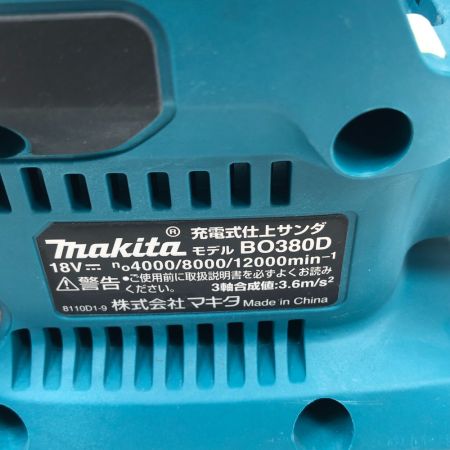 makita® 充電式仕上サンダ
モデル BO380D
18V⎓ n₀4000/8000/12000min⁻¹
⚠警告 •ご使用前に取扱説明書を必ずよくお読みください。
3軸合成値:3.6m/s²
8110D1-9 株式会社マキタ Made in China